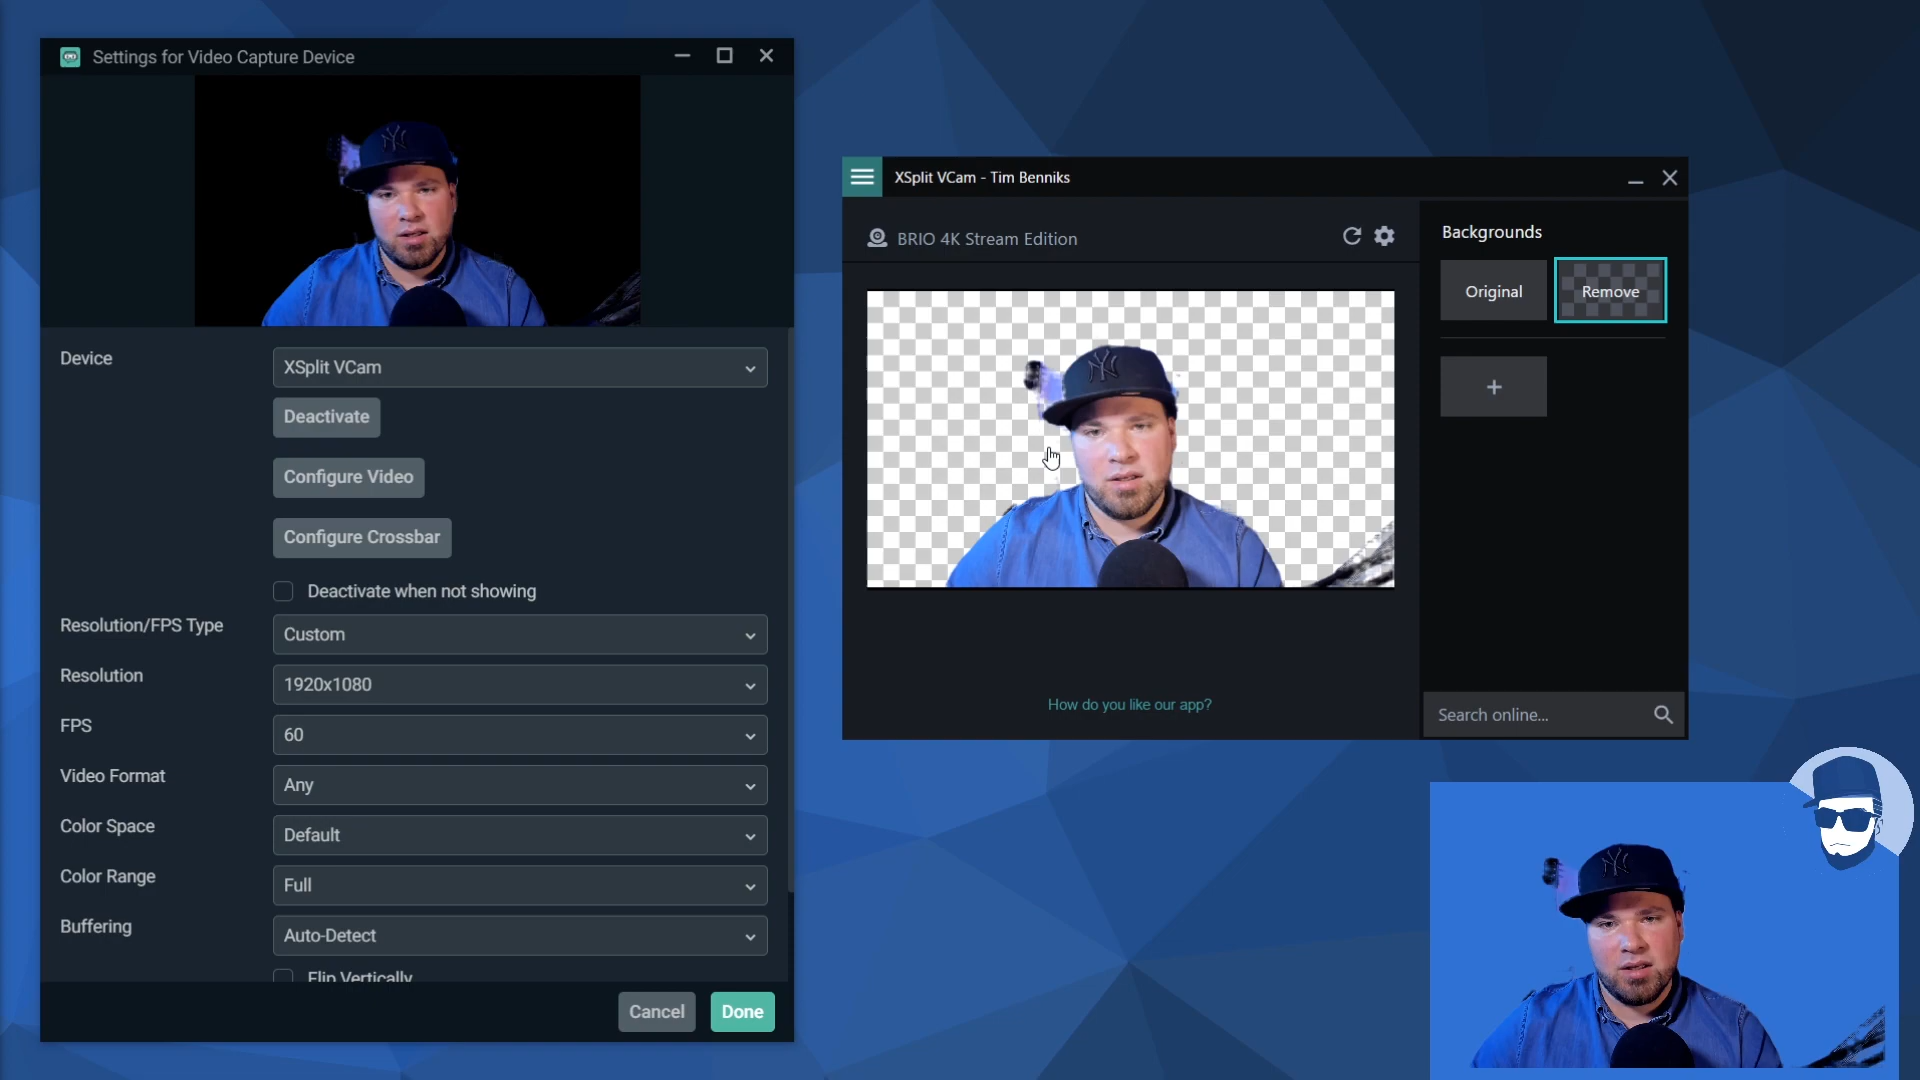 Settings for Video Capture Device
Device
XSplit VCam
Deactivate
Configure Video
Configure Crossbar
Deactivate when not showing
Resolution/FPS Type
Custom
Resolution
1920x1080
FPS
60
Video Format
Any
Color Space
Default
Color Range
Full
Buffering
Auto-Detect
Flip Vertically
Cancel
Done
XSplit VCam - Tim Benniks
BRIO 4K Stream Edition
Backgrounds
Original
Remove
+
How do you like our app?
Search online...
NY
NY
NY